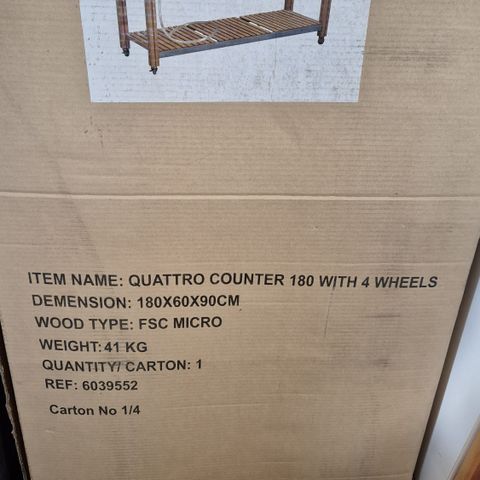 ITEM NAME: QUATTRO COUNTER 180 WITH 4 WHEELS
DEMENSION: 180X60X90CM
WOOD TYPE: FSC MICRO
WEIGHT: 41 KG
QUANTITY/ CARTON: 1
REF: 6039552
Carton No 1/4